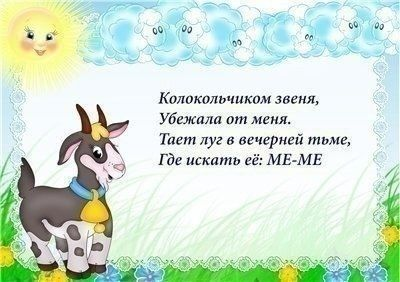 Колокольчиком звеня,
Убежала от меня.
Тает луг в вечерней тьме,
Где искать её: МЕ-МЕ